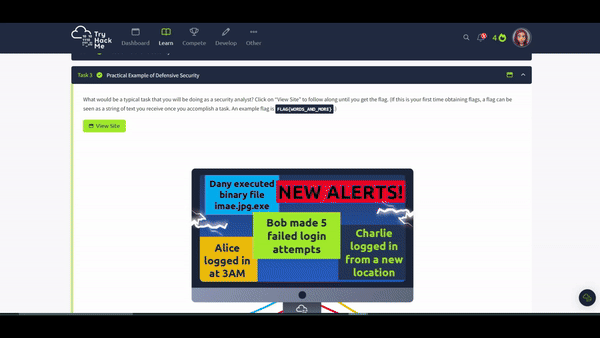 Try
Hack
Me
Dashboard
Learn
Compete
Develop
Other
4
Task 3 Practical Example of Defensive Security
What would be a typical task that you will be doing as a security analyst? Click on "View Site" to follow along until you get the flag. (If this is your first time obtaining flags, a flag can be
seen as a string of text you receive once you accomplish a task. An example flag is FLAG{WORDS_AND_MORE} )
View Site
Dany executed
binary file
imae.jpg.exe
NEW ALERTS!
Bob made 5
failed login
attempts
Alice
logged in
at 3AM
Charlie
logged in
from a new
location